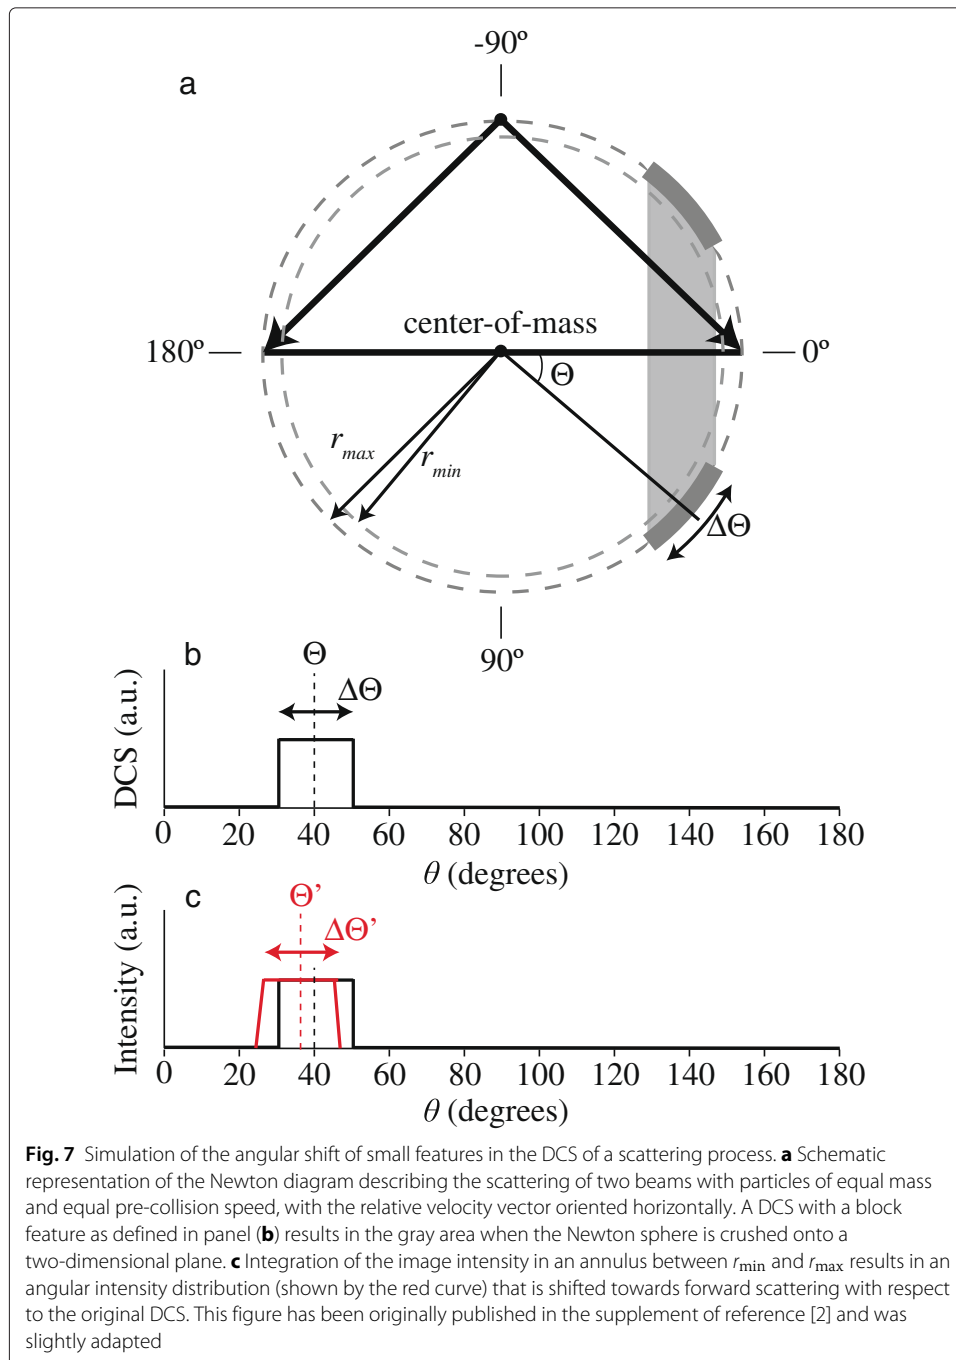 -90º
a
center-of-mass
180º
0º
Θ
r max
r min
ΔΘ
90º
b
Θ
ΔΘ
DCS (a.u.)
0 20 40 60 80 100 120 140 160 180
θ (degrees)
c
Θ’
ΔΘ’
Intensity (a.u.)
0 20 40 60 80 100 120 140 160 180
θ (degrees)
Fig. 7 Simulation of the angular shift of small features in the DCS of a scattering process. a Schematic
representation of the Newton diagram describing the scattering of two beams with particles of equal mass
and equal pre-collision speed, with the relative velocity vector oriented horizontally. A DCS with a block
feature as defined in panel (b) results in the gray area when the Newton sphere is crushed onto a
two-dimensional plane. c Integration of the image intensity in an annulus between rmin and rmax results in an
angular intensity distribution (shown by the red curve) that is shifted towards forward scattering with respect
to the original DCS. This figure has been originally published in the supplement of reference [2] and was
slightly adapted